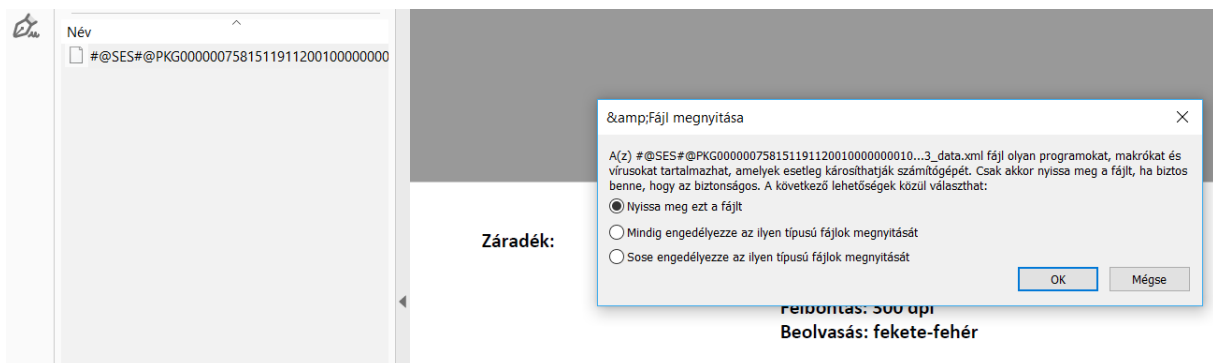 Név
#@SES#@PKG0000007581511911200100000000
&amp;Fájl megnyitása
A(z) #@SES#@PKG0000007581511911200100000000010...3_data.xml fájl olyan programokat, makrókat és
vírusokat tartalmazhat, amelyek esetleg károsíthatják számítógépét. Csak akkor nyissa meg a fájlt, ha biztos
benne, hogy az biztonságos. A következő lehetőségek közül választhat:
Nyissa meg ezt a fájlt
Mindig engedélyezze az ilyen típusú fájlok megnyitását
Sose engedélyezze az ilyen típusú fájlok megnyitását
OK Mégse
Záradék:
Felbontás: 300 dpi
Beolvasás: fekete-fehér